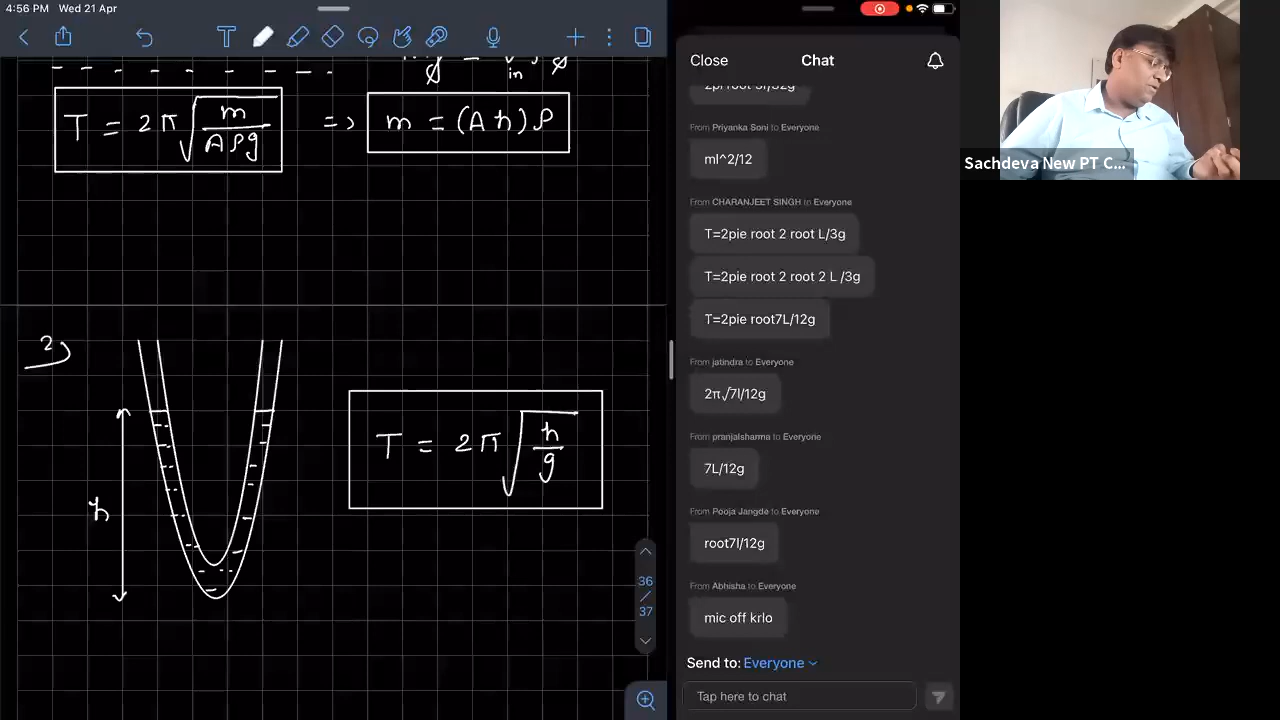 4:56 PM Wed 21 Apr
T = 2π √(m/Aρg) => m = (A h) ρ
2)
h
T = 2π √(h/g)
36
/
37
Close Chat
From Priyanka Soni to Everyone
ml^2/12
From CHARANJEET SINGH to Everyone
T=2pie root 2 root L/3g
T=2pie root 2 root 2 L /3g
T=2pie root7L/12g
From jatindra to Everyone
2π√7l/12g
From pranjalsharma to Everyone
7L/12g
From Pooja Jangde to Everyone
root7l/12g
From Abhisha to Everyone
mic off krlo
Send to: Everyone
Tap here to chat
Sachdeva New PT C...